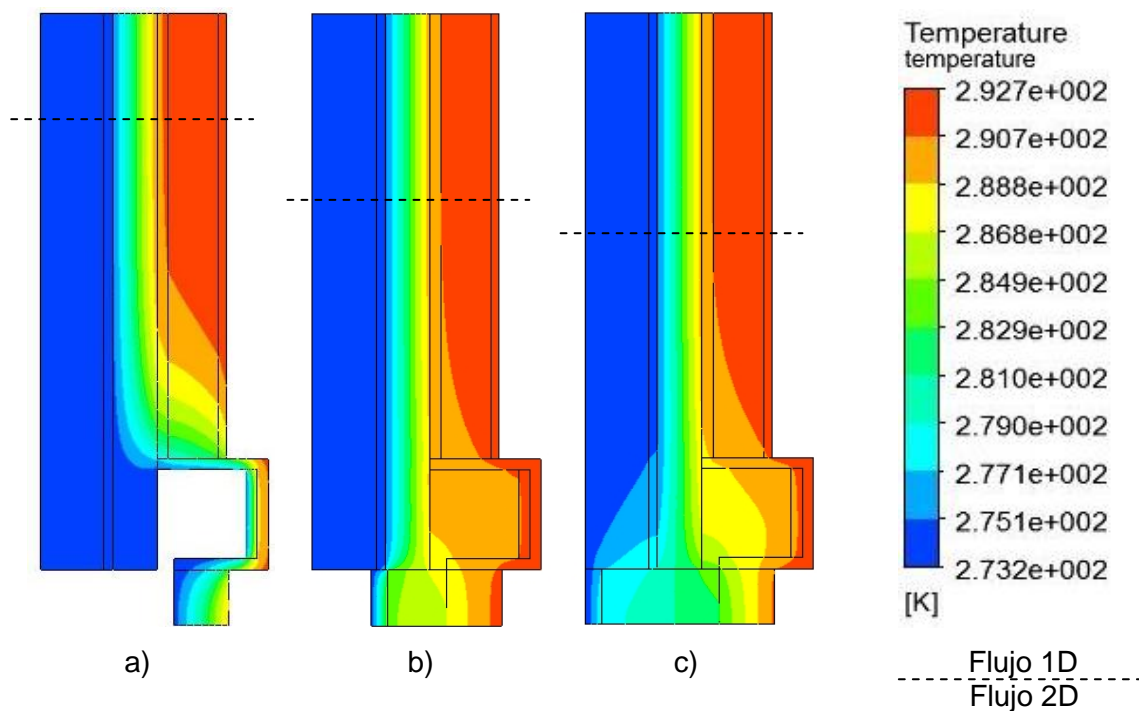 Temperature
temperature
2.927e+002
2.907e+002
2.888e+002
2.868e+002
2.849e+002
2.829e+002
2.810e+002
2.790e+002
2.771e+002
2.751e+002
2.732e+002
[K]
a)
b)
c)
Flujo 1D
Flujo 2D